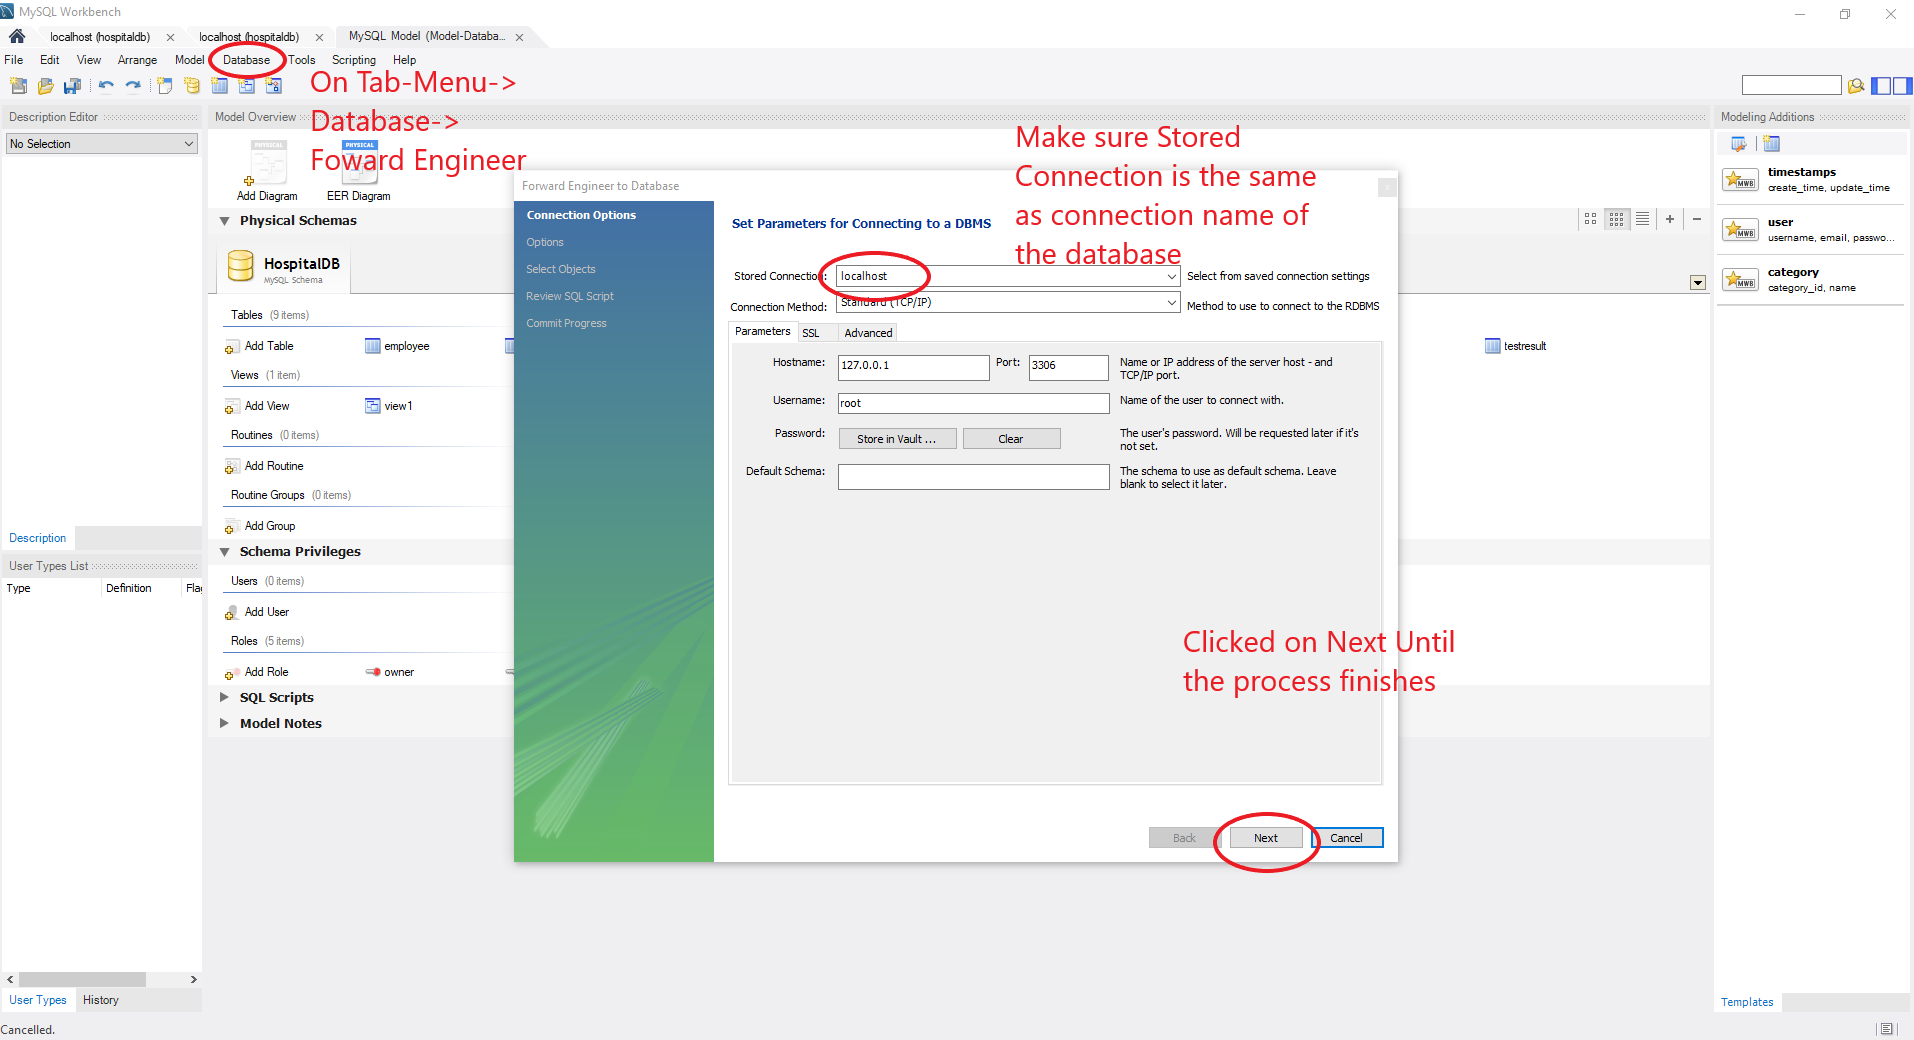 MySQL Workbench
localhost (hospitaldb)
localhost (hospitaldb)
MySQL Model (Model-Databa...
File Edit View Arrange Model Database Tools Scripting Help
On Tab-Menu->
Database->
Foward Engineer
Description Editor
No Selection
Model Overview
PHYSICAL
Add Diagram
PHYSICAL
EER Diagram
Physical Schemas
HospitalDB
MySQL Schema
Tables (9 items)
Add Table
employee
testresult
Views (1 item)
Add View
view1
Routines (0 items)
Add Routine
Routine Groups (0 items)
Add Group
Schema Privileges
Users (0 items)
Add User
Roles (5 items)
Add Role
owner
SQL Scripts
Model Notes
Description
User Types List
Type Definition Flag
User Types History
Cancelled.
Make sure Stored
Connection is the same
as connection name of
the database
Forward Engineer to Database
Connection Options
Options
Select Objects
Review SQL Script
Commit Progress
Set Parameters for Connecting to a DBMS
Stored Connection: localhost Select from saved connection settings
Connection Method: Standard (TCP/IP) Method to use to connect to the RDBMS
Parameters SSL Advanced
Hostname: 127.0.0.1 Port: 3306 Name or IP address of the server host - and
TCP/IP port.
Username: root Name of the user to connect with.
Password: Store in Vault ... Clear The user's password. Will be requested later if it's
not set.
Default Schema: The schema to use as default schema. Leave
blank to select it later.
Clicked on Next Until
the process finishes
Back Next Cancel
Modeling Additions
MWB
timestamps
create_time, update_time
MWB
user
username, email, passwo...
MWB
category
category_id, name
Templates